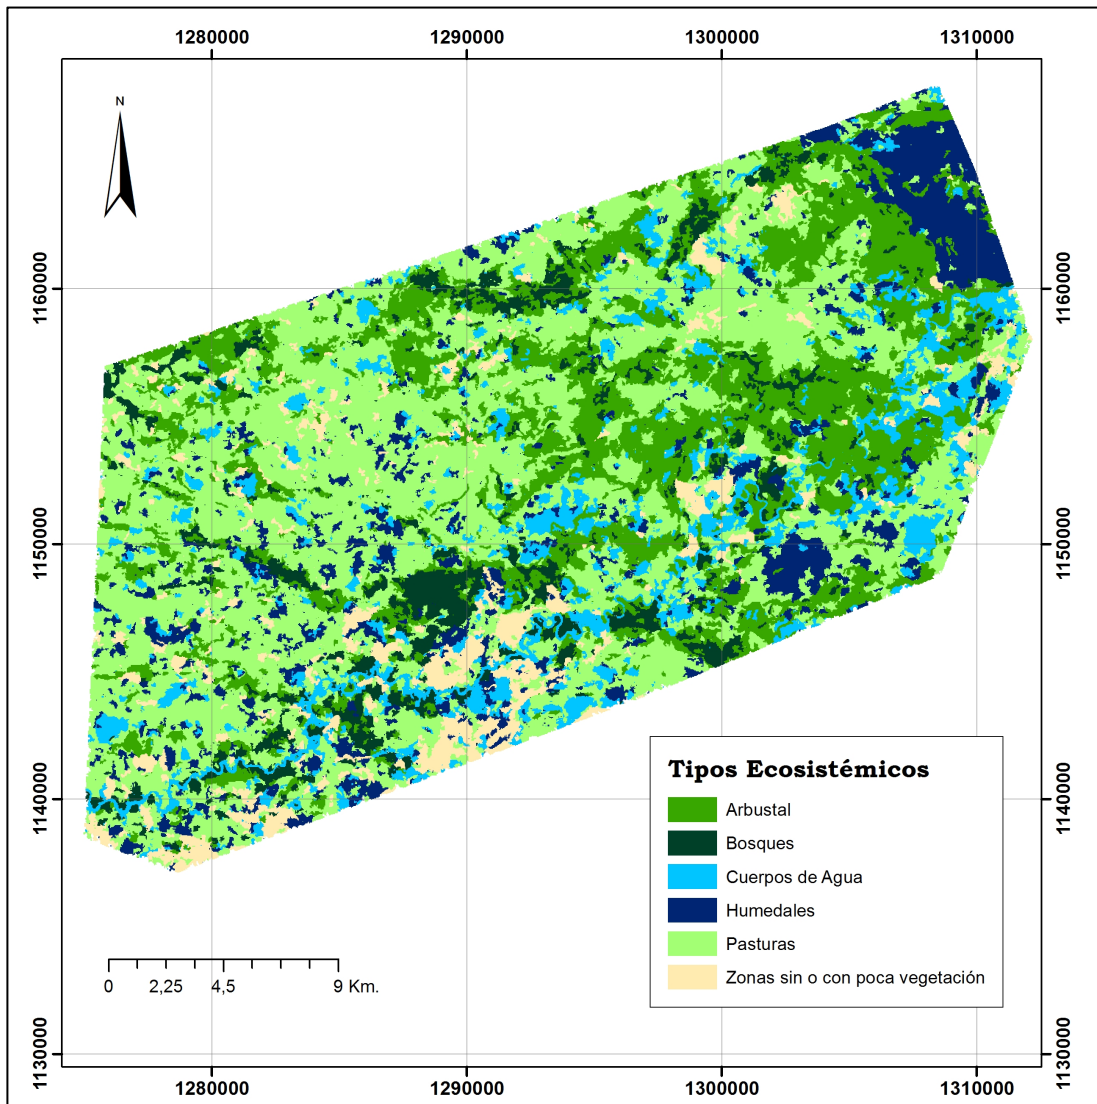 1280000 1290000 1300000 1310000
N
1160000 1160000
1150000 1150000
1140000 1140000
1130000 1130000
Tipos Ecosistémicos
Arbustal
Bosques
Cuerpos de Agua
Humedales
Pasturas
Zonas sin o con poca vegetación
0 2,25 4,5 9 Km.
1280000 1290000 1300000 1310000